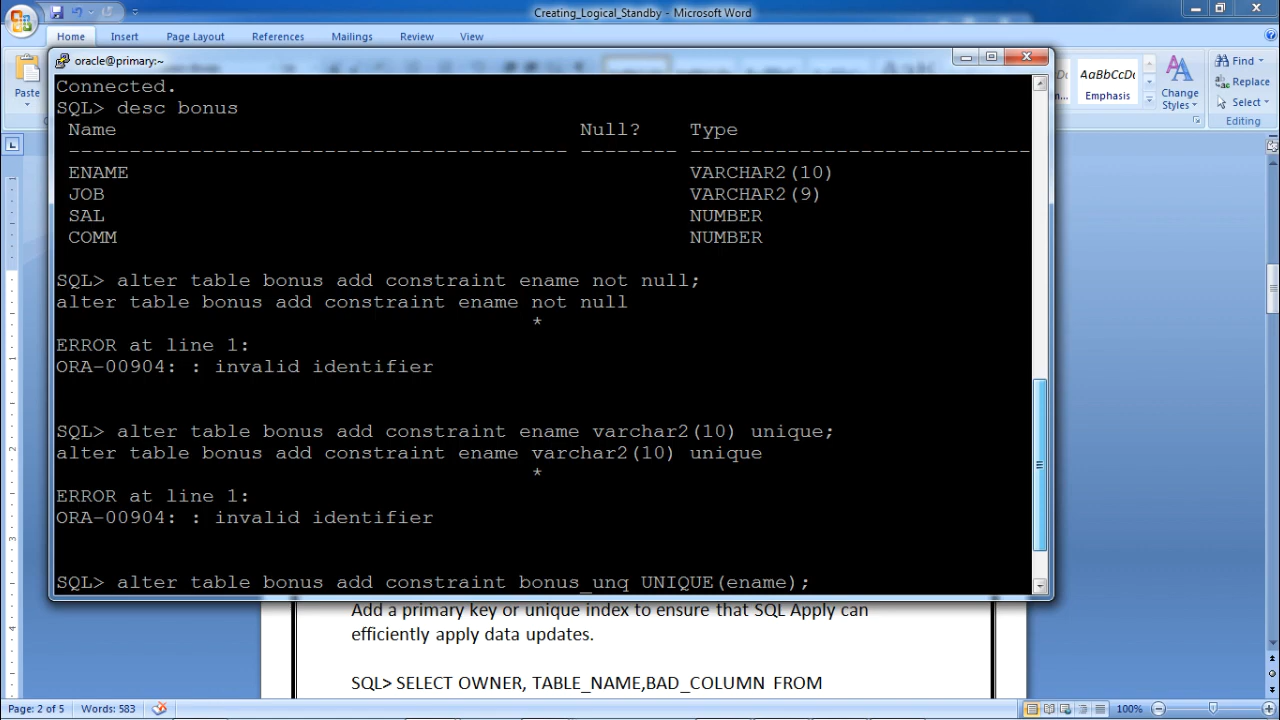 Creating_Logical_Standby - Microsoft Word
Home Insert Page Layout References Mailings Review View
oracle@primary:~
Paste
AaBbCcDc
Emphasis
Change Styles
Find
Replace
Select
Editing
Connected.
SQL> desc bonus
Name Null? Type
----------------------------------------- -------- ----------------------------
ENAME VARCHAR2(10)
JOB VARCHAR2(9)
SAL NUMBER
COMM NUMBER
SQL> alter table bonus add constraint ename not null;
alter table bonus add constraint ename not null
*
ERROR at line 1:
ORA-00904: : invalid identifier
SQL> alter table bonus add constraint ename varchar2(10) unique;
alter table bonus add constraint ename varchar2(10) unique
*
ERROR at line 1:
ORA-00904: : invalid identifier
SQL> alter table bonus add constraint bonus_unq UNIQUE(ename);
Add a primary key or unique index to ensure that SQL Apply can
efficiently apply data updates.
SQL> SELECT OWNER, TABLE_NAME,BAD_COLUMN FROM
Page: 2 of 5 Words: 583 100%